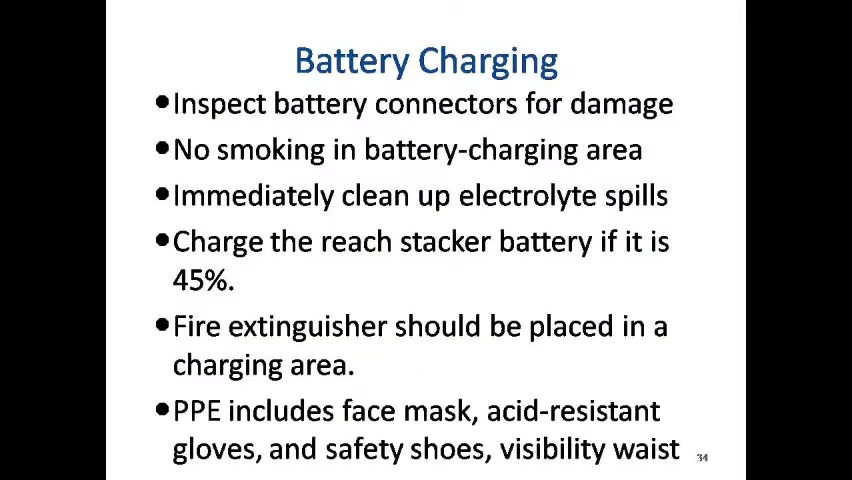 Battery Charging
•Inspect battery connectors for damage
•No smoking in battery-charging area
•Immediately clean up electrolyte spills
•Charge the reach stacker battery if it is
45%.
•Fire extinguisher should be placed in a
charging area.
•PPE includes face mask, acid-resistant
gloves, and safety shoes, visibility waist
34